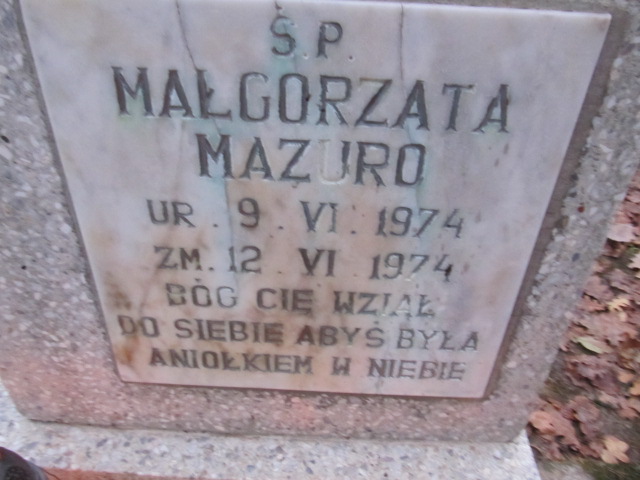 Ś.P.
MAŁGORZATA
MAZURO
UR. 9. VI. 1974
ZM. 12 VI 1974
BÓG CIĘ WZIĄŁ
DO SIEBIE ABYŚ BYŁA
ANIOŁKIEM W NIEBIE